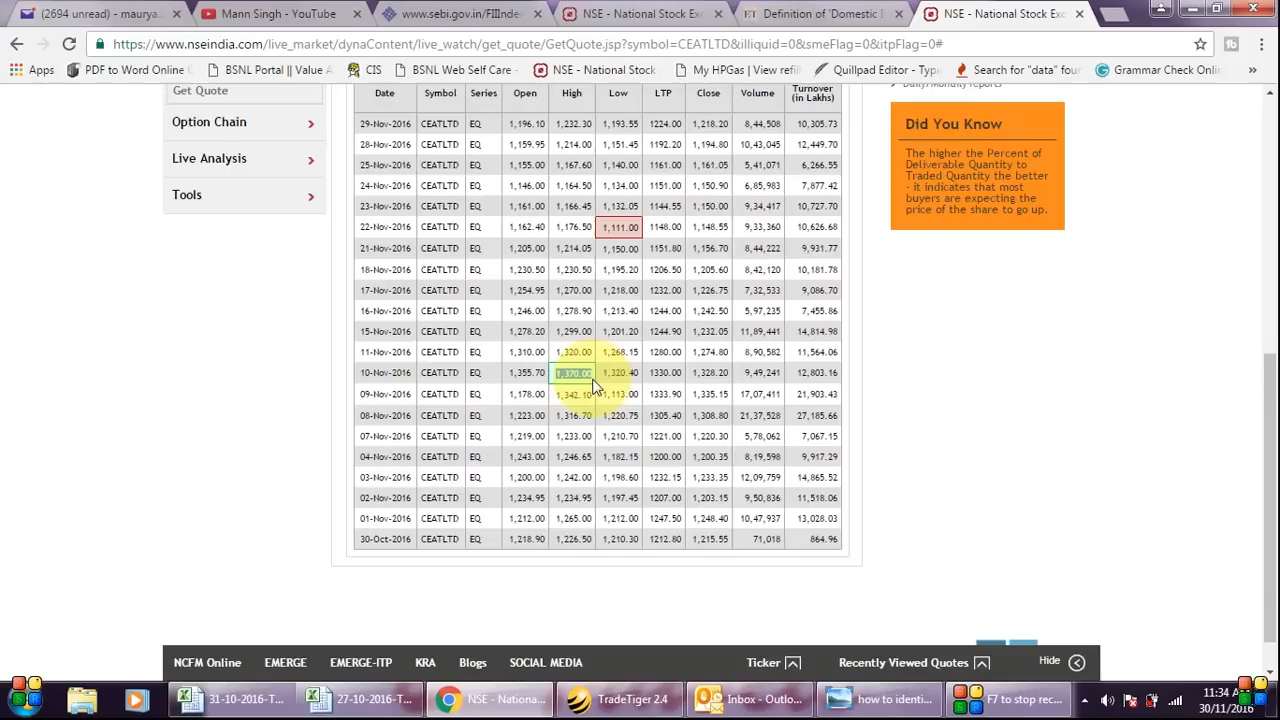 (2694 unread) - maurya
Mann Singh - YouTube
www.sebi.gov.in/FIIIndex
NSE - National Stock Exc
Definition of 'Domestic I
NSE - National Stock Exc
https://www.nseindia.com/live_market/dynaContent/live_watch/get_quote/GetQuote.jsp?symbol=CEATLTD&illiquid=0&smeFlag=0&itpFlag=0#
Apps PDF to Word Online BSNL Portal || Value A CIS BSNL Web Self Care - NSE - National Stock My HPGas | View refil Quillpad Editor - Typ Search for "data" four Grammar Check Onlin »
Get Quote
Option Chain
Live Analysis
Tools
Date Symbol Series Open High Low LTP Close Volume Turnover (in Lakhs)
29-Nov-2016 CEATLTD EQ 1,196.10 1,232.30 1,193.55 1224.00 1,218.20 8,44,508 10,305.73
28-Nov-2016 CEATLTD EQ 1,159.95 1,214.00 1,151.45 1192.20 1,194.80 10,43,045 12,449.70
25-Nov-2016 CEATLTD EQ 1,155.00 1,167.60 1,140.00 1161.00 1,161.05 5,41,071 6,266.55
24-Nov-2016 CEATLTD EQ 1,146.00 1,164.50 1,134.00 1151.00 1,150.90 6,85,983 7,877.42
23-Nov-2016 CEATLTD EQ 1,161.00 1,166.45 1,132.05 1144.55 1,150.00 9,34,417 10,727.70
22-Nov-2016 CEATLTD EQ 1,162.40 1,176.50 1,111.00 1148.00 1,148.55 9,33,360 10,626.68
21-Nov-2016 CEATLTD EQ 1,205.00 1,214.05 1,150.00 1151.80 1,156.70 8,44,222 9,931.77
18-Nov-2016 CEATLTD EQ 1,230.50 1,230.50 1,195.20 1206.50 1,205.60 8,42,120 10,181.78
17-Nov-2016 CEATLTD EQ 1,254.95 1,270.00 1,218.00 1232.00 1,226.75 7,32,533 9,086.70
16-Nov-2016 CEATLTD EQ 1,246.00 1,278.90 1,213.40 1244.00 1,242.50 5,97,235 7,455.86
15-Nov-2016 CEATLTD EQ 1,278.20 1,299.00 1,201.20 1244.90 1,232.05 11,89,441 14,814.98
11-Nov-2016 CEATLTD EQ 1,310.00 1,320.00 1,268.15 1280.00 1,274.80 8,90,582 11,564.06
10-Nov-2016 CEATLTD EQ 1,355.70 1,370.00 1,320.40 1330.00 1,328.20 9,49,241 12,803.16
09-Nov-2016 CEATLTD EQ 1,178.00 1,342.10 1,113.00 1333.90 1,335.15 17,07,411 21,903.43
08-Nov-2016 CEATLTD EQ 1,223.00 1,316.70 1,220.75 1305.40 1,308.80 21,37,528 27,185.66
07-Nov-2016 CEATLTD EQ 1,219.00 1,233.00 1,210.70 1221.00 1,220.30 5,78,062 7,067.15
04-Nov-2016 CEATLTD EQ 1,243.00 1,246.65 1,182.15 1200.00 1,200.35 8,19,598 9,917.29
03-Nov-2016 CEATLTD EQ 1,200.00 1,242.00 1,198.60 1232.15 1,233.35 12,09,759 14,865.52
02-Nov-2016 CEATLTD EQ 1,234.95 1,234.95 1,197.45 1207.00 1,203.15 9,50,836 11,518.06
01-Nov-2016 CEATLTD EQ 1,212.00 1,265.00 1,212.00 1247.50 1,248.40 10,47,937 13,028.03
30-Oct-2016 CEATLTD EQ 1,218.90 1,226.50 1,210.30 1212.80 1,215.55 71,018 864.96
Did You Know
The higher the Percent of
Deliverable Quantity to
Traded Quantity the better
- it indicates that most
buyers are expecting the
price of the share to go up.
NCFM Online EMERGE EMERGE-ITP KRA Blogs SOCIAL MEDIA Ticker Recently Viewed Quotes Hide
31-10-2016-T... 27-10-2016-T... NSE - Nationa... TradeTiger 2.4 Inbox - Outlo... how to identi... F7 to stop rec...
11:34 A
30/11/2016